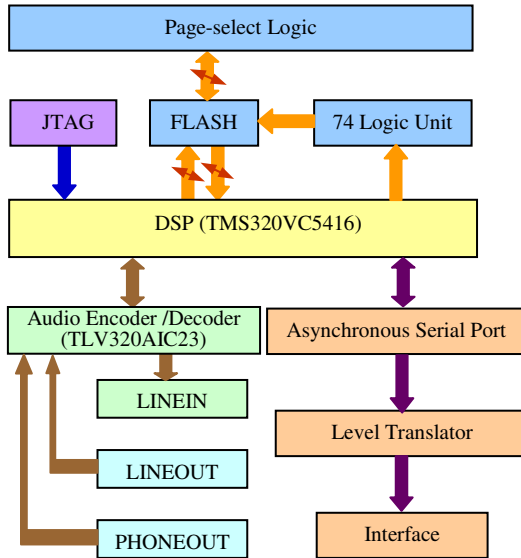 Page-select Logic
JTAG
FLASH
74 Logic Unit
DSP (TMS320VC5416)
Audio Encoder /Decoder
(TLV320AIC23)
Asynchronous Serial Port
LINEIN
Level Translator
LINEOUT
PHONEOUT
Interface